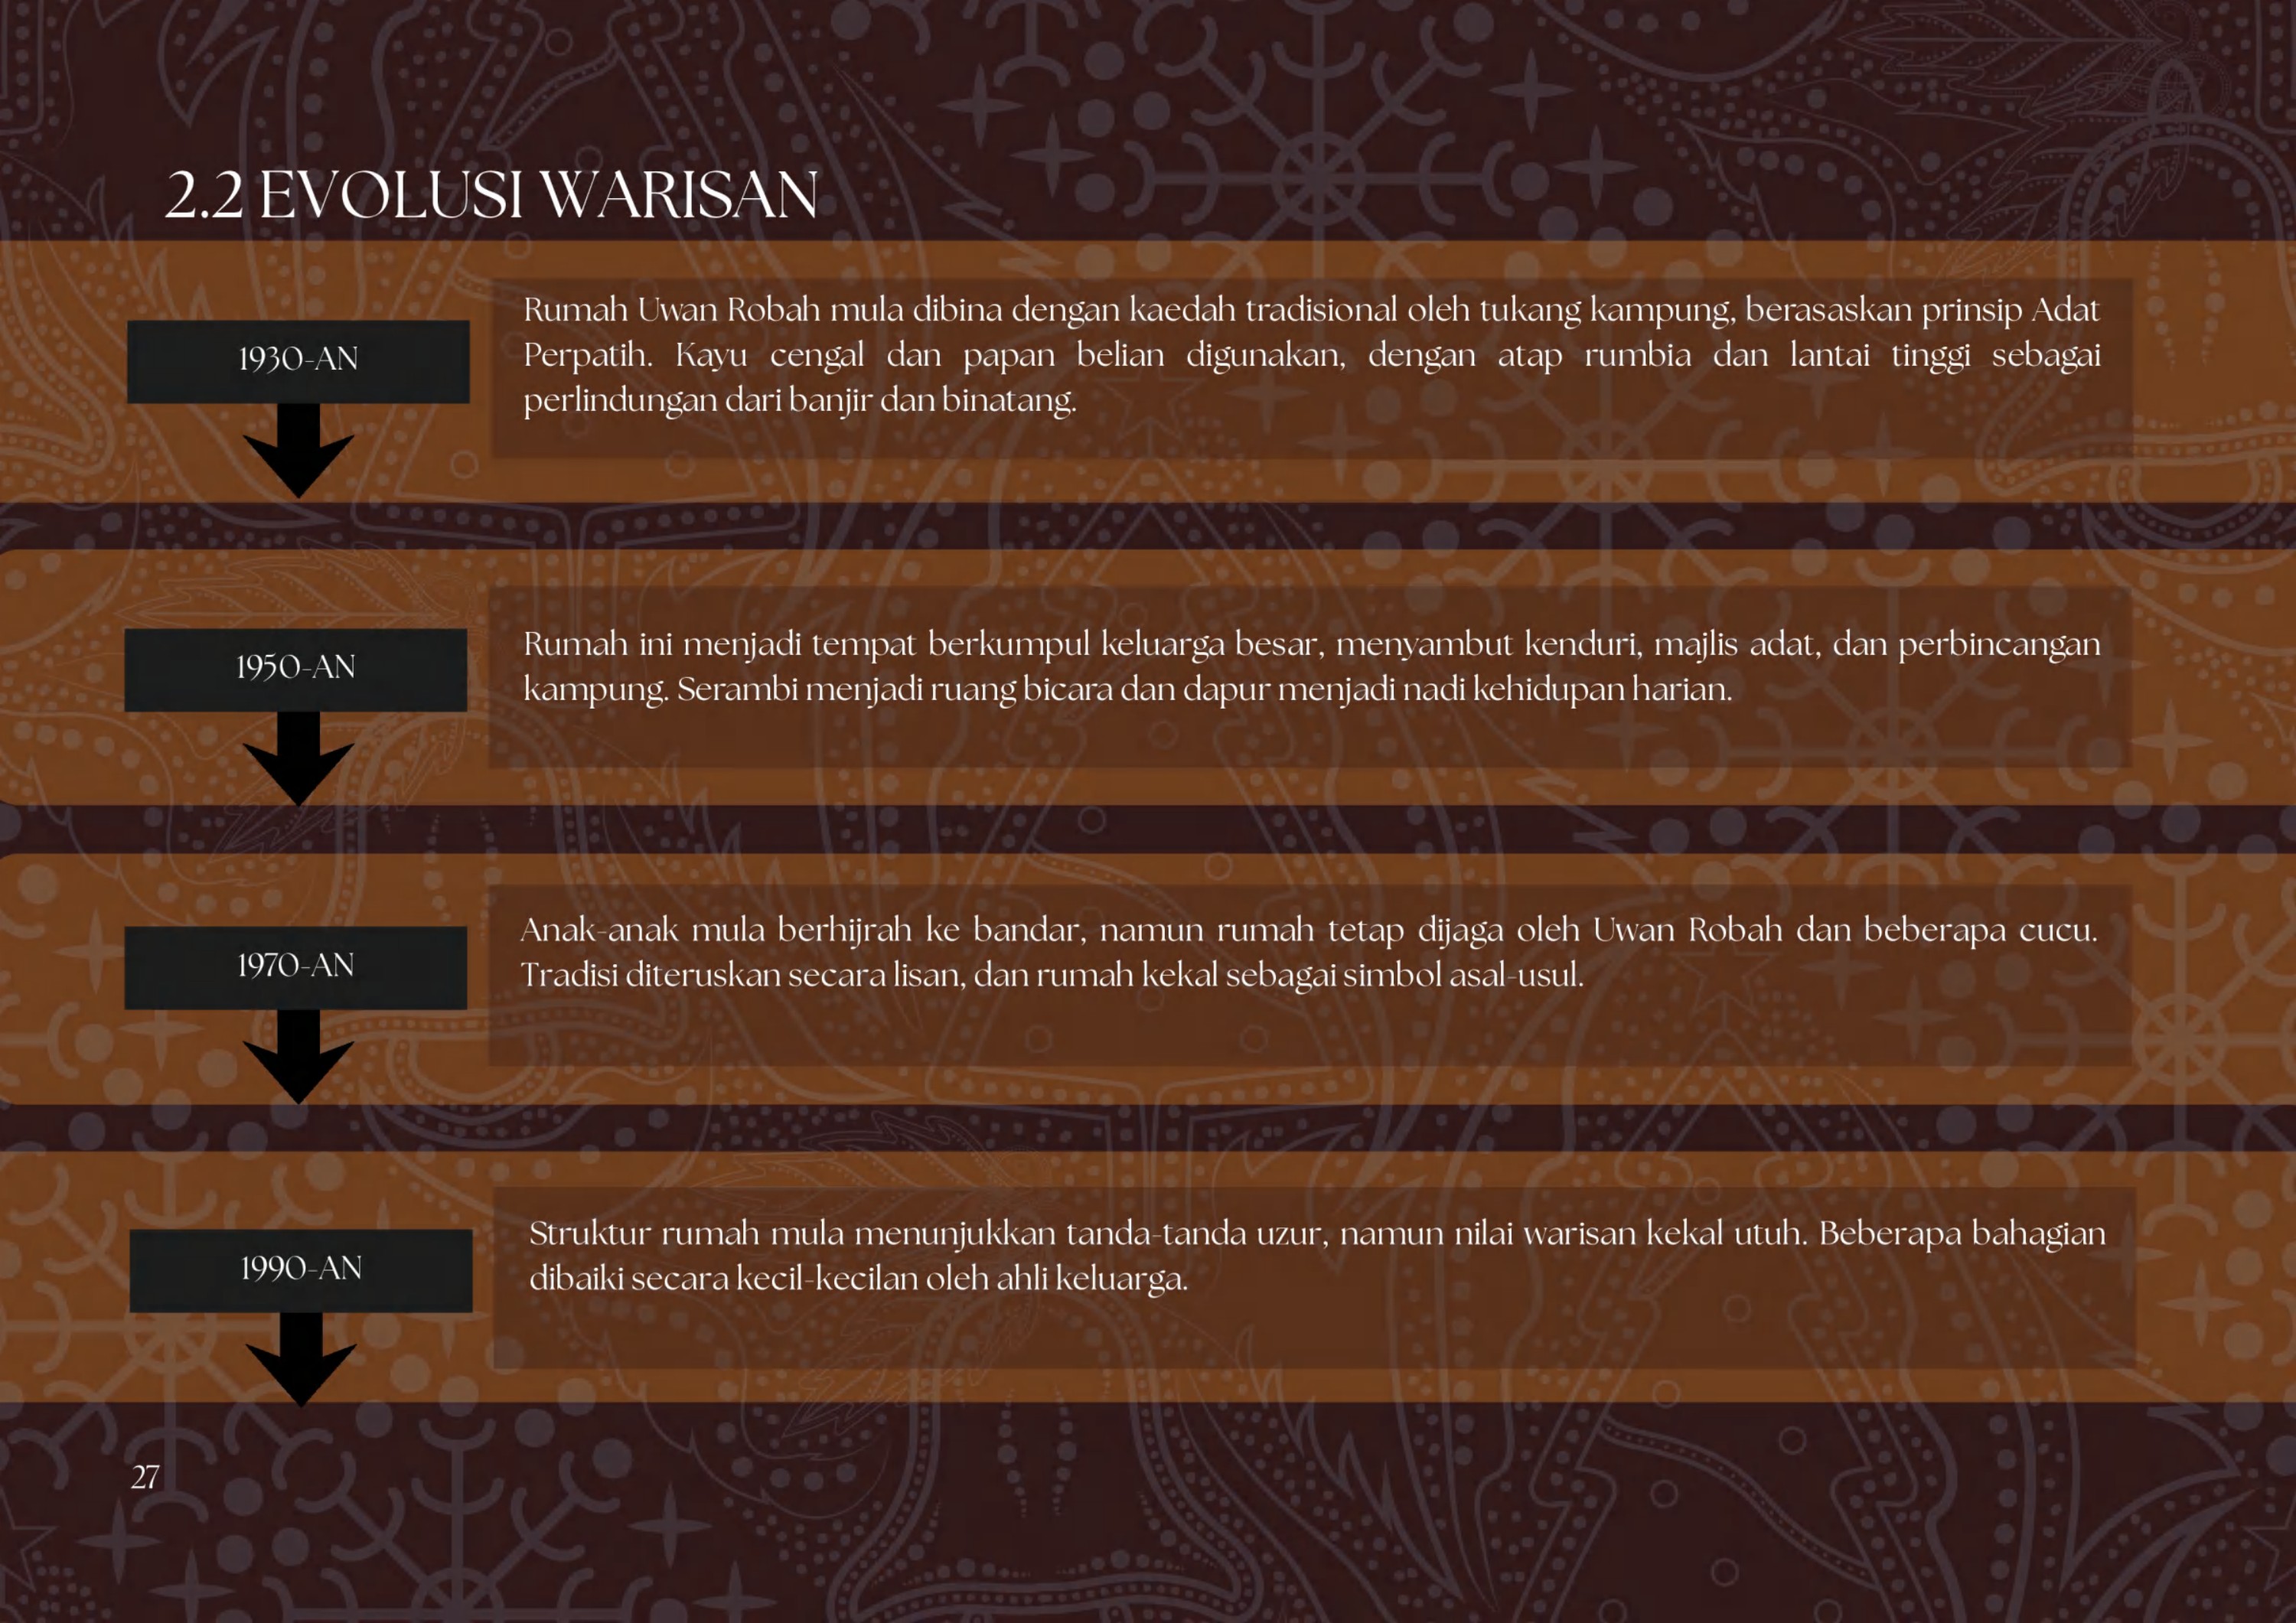 2.2 EVOLUSI WARISAN
1930-AN
Rumah Uwan Robah mula dibina dengan kaedah tradisional oleh tukang kampung, berasaskan prinsip Adat
Perpatih. Kayu cengal dan papan belian digunakan, dengan atap rumbia dan lantai tinggi sebagai
perlindungan dari banjir dan binatang.
1950-AN
Rumah ini menjadi tempat berkumpul keluarga besar, menyambut kenduri, majlis adat, dan perbincangan
kampung. Serambi menjadi ruang bicara dan dapur menjadi nadi kehidupan harian.
1970-AN
Anak-anak mula berhijrah ke bandar, namun rumah tetap dijaga oleh Uwan Robah dan beberapa cucu.
Tradisi diteruskan secara lisan, dan rumah kekal sebagai simbol asal-usul.
1990-AN
Struktur rumah mula menunjukkan tanda-tanda uzur, namun nilai warisan kekal utuh. Beberapa bahagian
dibaiki secara kecil-kecilan oleh ahli keluarga.
27